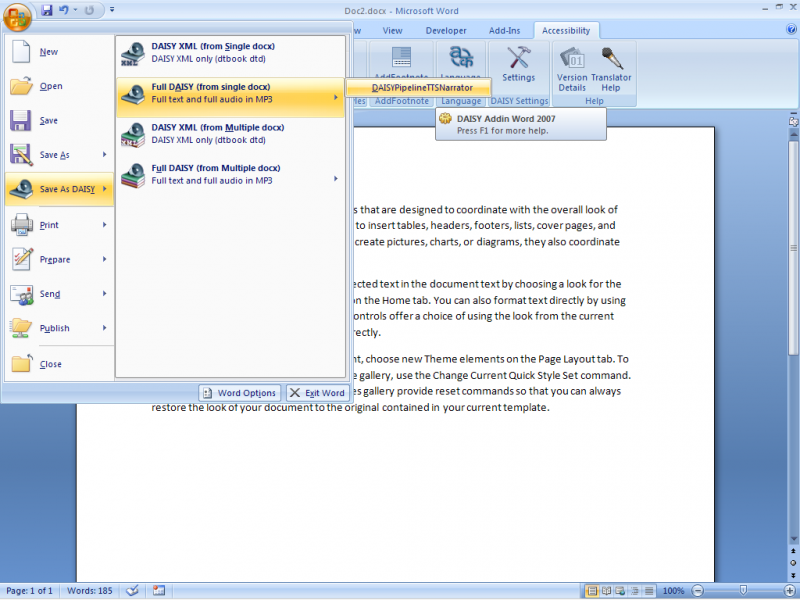 Doc2.docx - Microsoft Word
View Developer Add-Ins Accessibility
AddFootnote Language Settings Version Details Translator Help
AddFootnote Language DAISY Settings Help
New
Open
Save
Save As
Save As DAISY
Print
Prepare
Send
Publish
Close
DAISY XML (from Single docx)
DAISY XML only (dtbook dtd)
Full DAISY (from single docx)
Full text and full audio in MP3
DAISY XML (from Multiple docx)
DAISY XML only (dtbook dtd)
Full DAISY (from Multiple docx)
Full text and full audio in MP3
DAISYPipelineTTSNarrator
DAISY Addin Word 2007
Press F1 for more help.
Word Options
Exit Word
that are designed to coordinate with the overall look of
to insert tables, headers, footers, lists, cover pages, and
create pictures, charts, or diagrams, they also coordinate
text in the document text by choosing a look for the
on the Home tab. You can also format text directly by using
offer a choice of using the look from the current
choose new Theme elements on the Page Layout tab. To
gallery, use the Change Current Quick Style Set command.
gallery provide reset commands so that you can always
restore the look of your document to the original contained in your current template.
Page: 1 of 1
Words: 185
100%